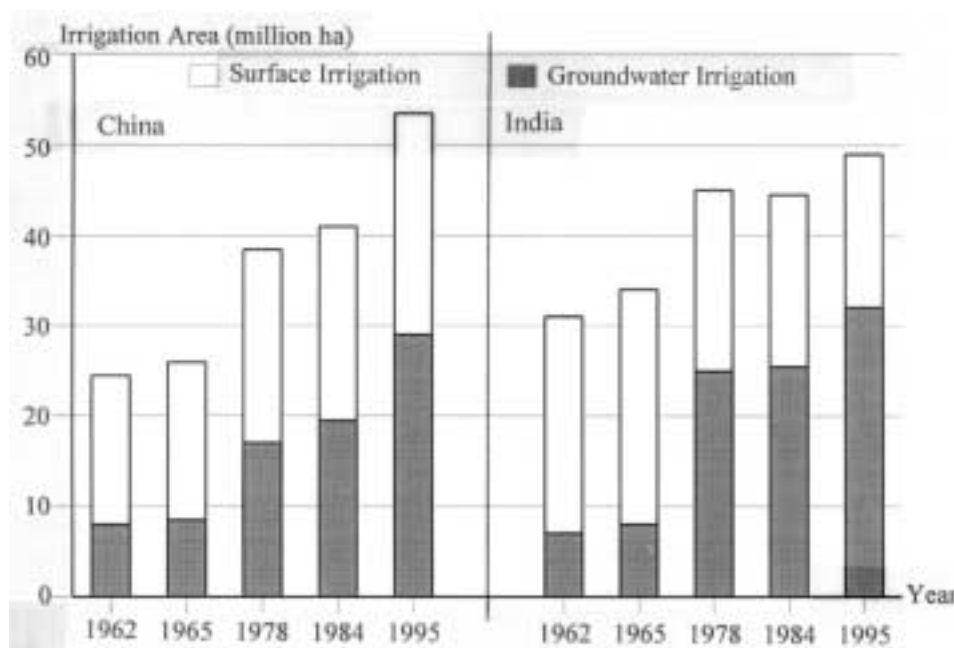 Irrigation Area (million ha)
60
Surface Irrigation
Groundwater Irrigation
China
India
50
40
30
20
10
0
Year
1962 1965 1978 1984 1995 1962 1965 1978 1984 1995